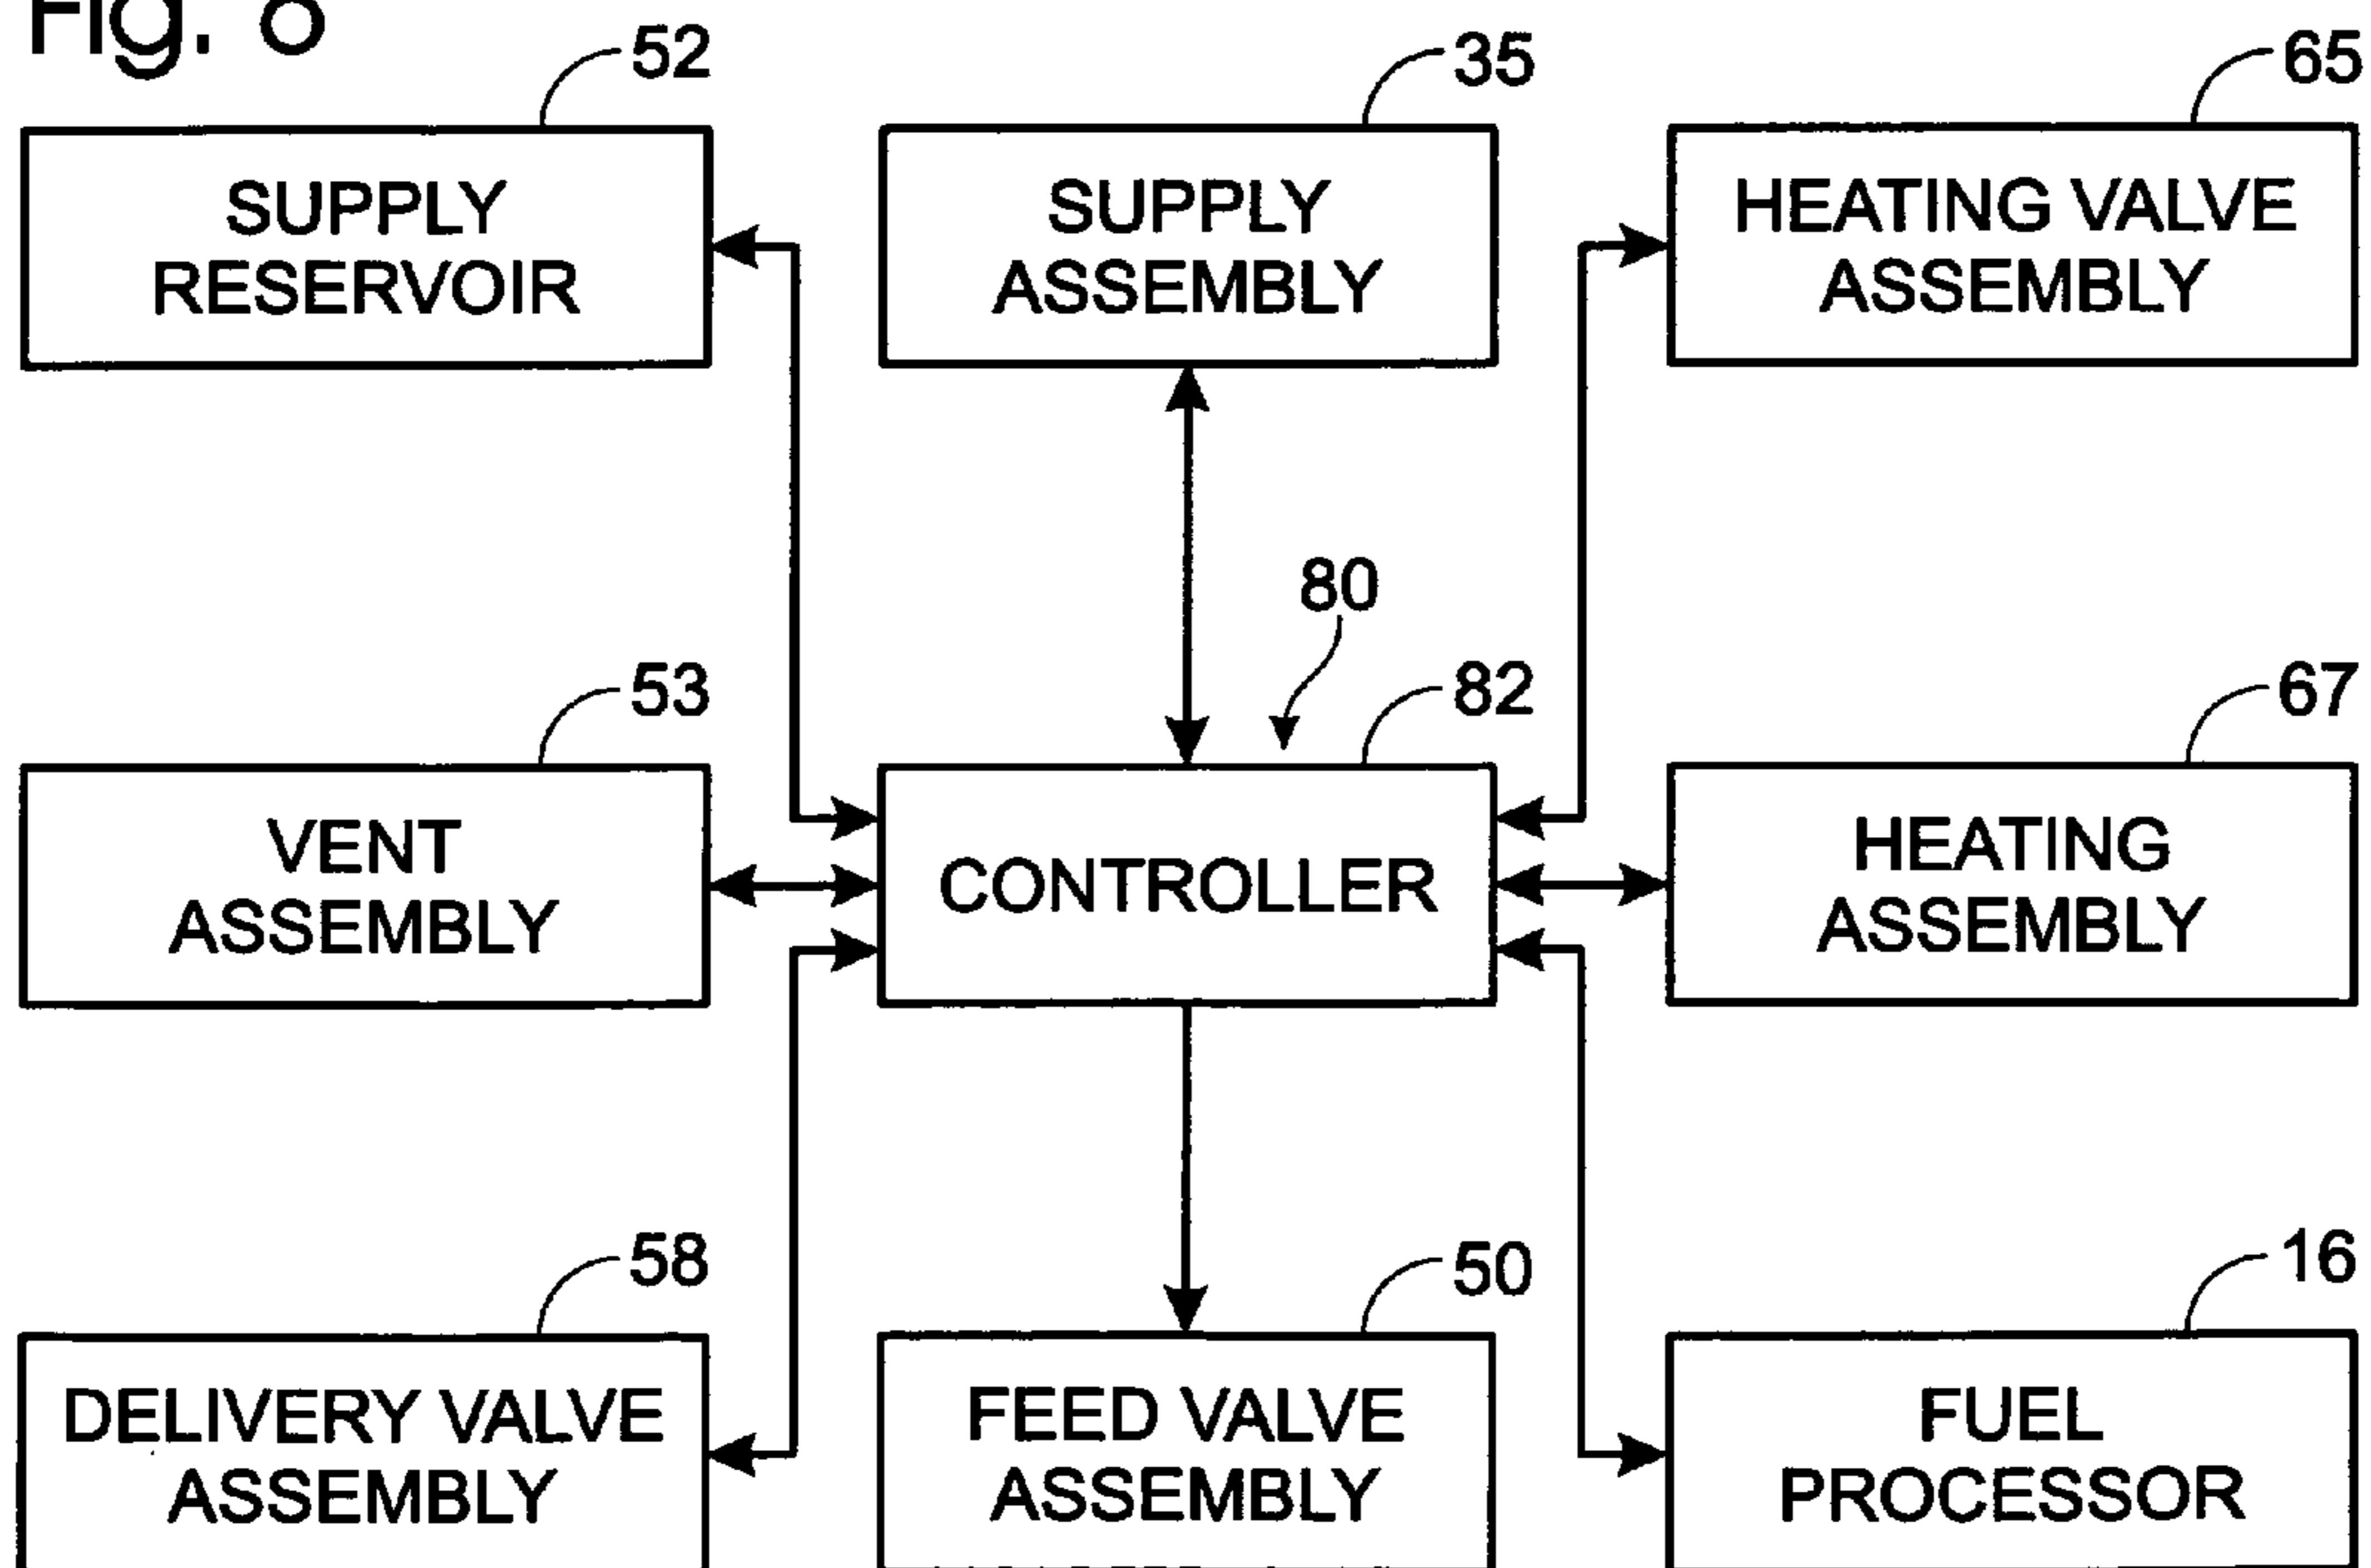 Fig. 8
52
35
65
SUPPLY
RESERVOIR
SUPPLY
ASSEMBLY
HEATING VALVE
ASSEMBLY
80
53
82
67
VENT
ASSEMBLY
CONTROLLER
HEATING
ASSEMBLY
58
50
16
DELIVERY VALVE
ASSEMBLY
FEED VALVE
ASSEMBLY
FUEL
PROCESSOR